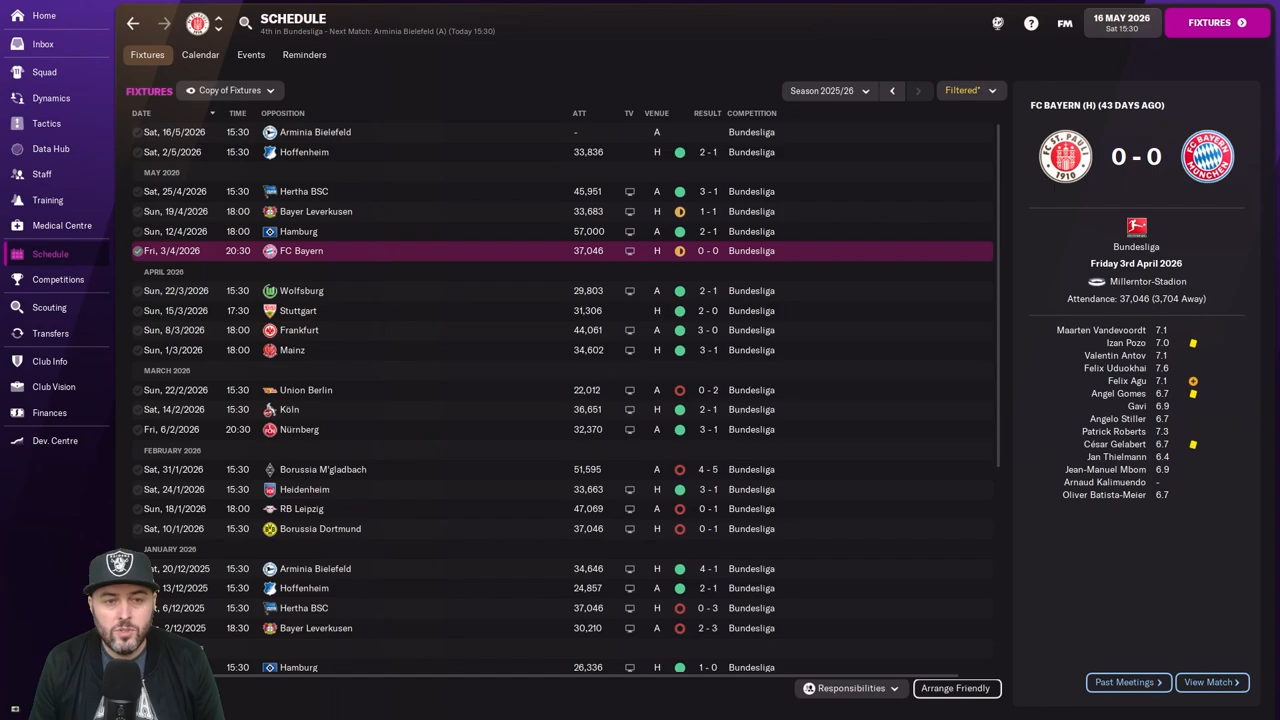 Home
Inbox
Squad
Dynamics
Tactics
Data Hub
Staff
Training
Medical Centre
Schedule
Competitions
Scouting
Transfers
Club Info
Club Vision
Finances
Dev. Centre
SCHEDULE
4th in Bundesliga - Next Match: Arminia Bielefeld (A) (Today 15:30)
FM
16 MAY 2026
Sat 15:30
FIXTURES
Fixtures Calendar Events Reminders
FIXTURES Copy of Fixtures Season 2025/26 Filtered*
DATE TIME OPPOSITION ATT TV VENUE RESULT COMPETITION
Sat, 16/5/2026 15:30 Arminia Bielefeld - A Bundesliga
Sat, 2/5/2026 15:30 Hoffenheim 33,836 H 2 - 1 Bundesliga
MAY 2026
Sat, 25/4/2026 15:30 Hertha BSC 45,951 A 3 - 1 Bundesliga
Sun, 19/4/2026 18:00 Bayer Leverkusen 33,683 H 1 - 1 Bundesliga
Sun, 12/4/2026 18:00 Hamburg 57,000 A 2 - 1 Bundesliga
Fri, 3/4/2026 20:30 FC Bayern 37,046 H 0 - 0 Bundesliga
APRIL 2026
Sun, 22/3/2026 15:30 Wolfsburg 29,803 A 2 - 1 Bundesliga
Sun, 15/3/2026 17:30 Stuttgart 31,306 H 2 - 0 Bundesliga
Sun, 8/3/2026 18:00 Frankfurt 44,061 A 3 - 0 Bundesliga
Sun, 1/3/2026 18:00 Mainz 34,602 H 3 - 1 Bundesliga
MARCH 2026
Sun, 22/2/2026 15:30 Union Berlin 22,012 A 0 - 2 Bundesliga
Sat, 14/2/2026 15:30 Köln 36,651 H 2 - 1 Bundesliga
Fri, 6/2/2026 20:30 Nürnberg 32,370 A 3 - 1 Bundesliga
FEBRUARY 2026
Sat, 31/1/2026 15:30 Borussia M'gladbach 51,595 A 4 - 5 Bundesliga
Sat, 24/1/2026 15:30 Heidenheim 33,663 H 3 - 1 Bundesliga
Sun, 18/1/2026 18:00 RB Leipzig 47,069 A 0 - 1 Bundesliga
Sat, 10/1/2026 15:30 Borussia Dortmund 37,046 H 0 - 1 Bundesliga
JANUARY 2026
Sat, 20/12/2025 15:30 Arminia Bielefeld 34,646 H 4 - 1 Bundesliga
13/12/2025 15:30 Hoffenheim 24,857 A 2 - 1 Bundesliga
6/12/2025 15:30 Hertha BSC 37,046 H 0 - 3 Bundesliga
2/12/2025 18:30 Bayer Leverkusen 30,210 A 2 - 3 Bundesliga
15:30 Hamburg 26,336 H 1 - 0 Bundesliga
Responsibilities Arrange Friendly
FC BAYERN (H) (43 DAYS AGO)
FC ST. PAULI
1910
0 - 0
FC BAYERN
MÜNCHEN
Bundesliga
Friday 3rd April 2026
Millerntor-Stadion
Attendance: 37,046 (3,704 Away)
Maarten Vandevoordt 7.1
Izan Pozo 7.0
Valentin Antov 7.1
Felix Uduokhai 7.6
Felix Agu 7.1
Angel Gomes 6.7
Gavi 6.9
Angelo Stiller 6.7
Patrick Roberts 7.3
César Gelabert 6.7
Jan Thielmann 6.4
Jean-Manuel Mbom 6.9
Arnaud Kalimuendo -
Oliver Batista-Meier 6.7
Past Meetings View Match